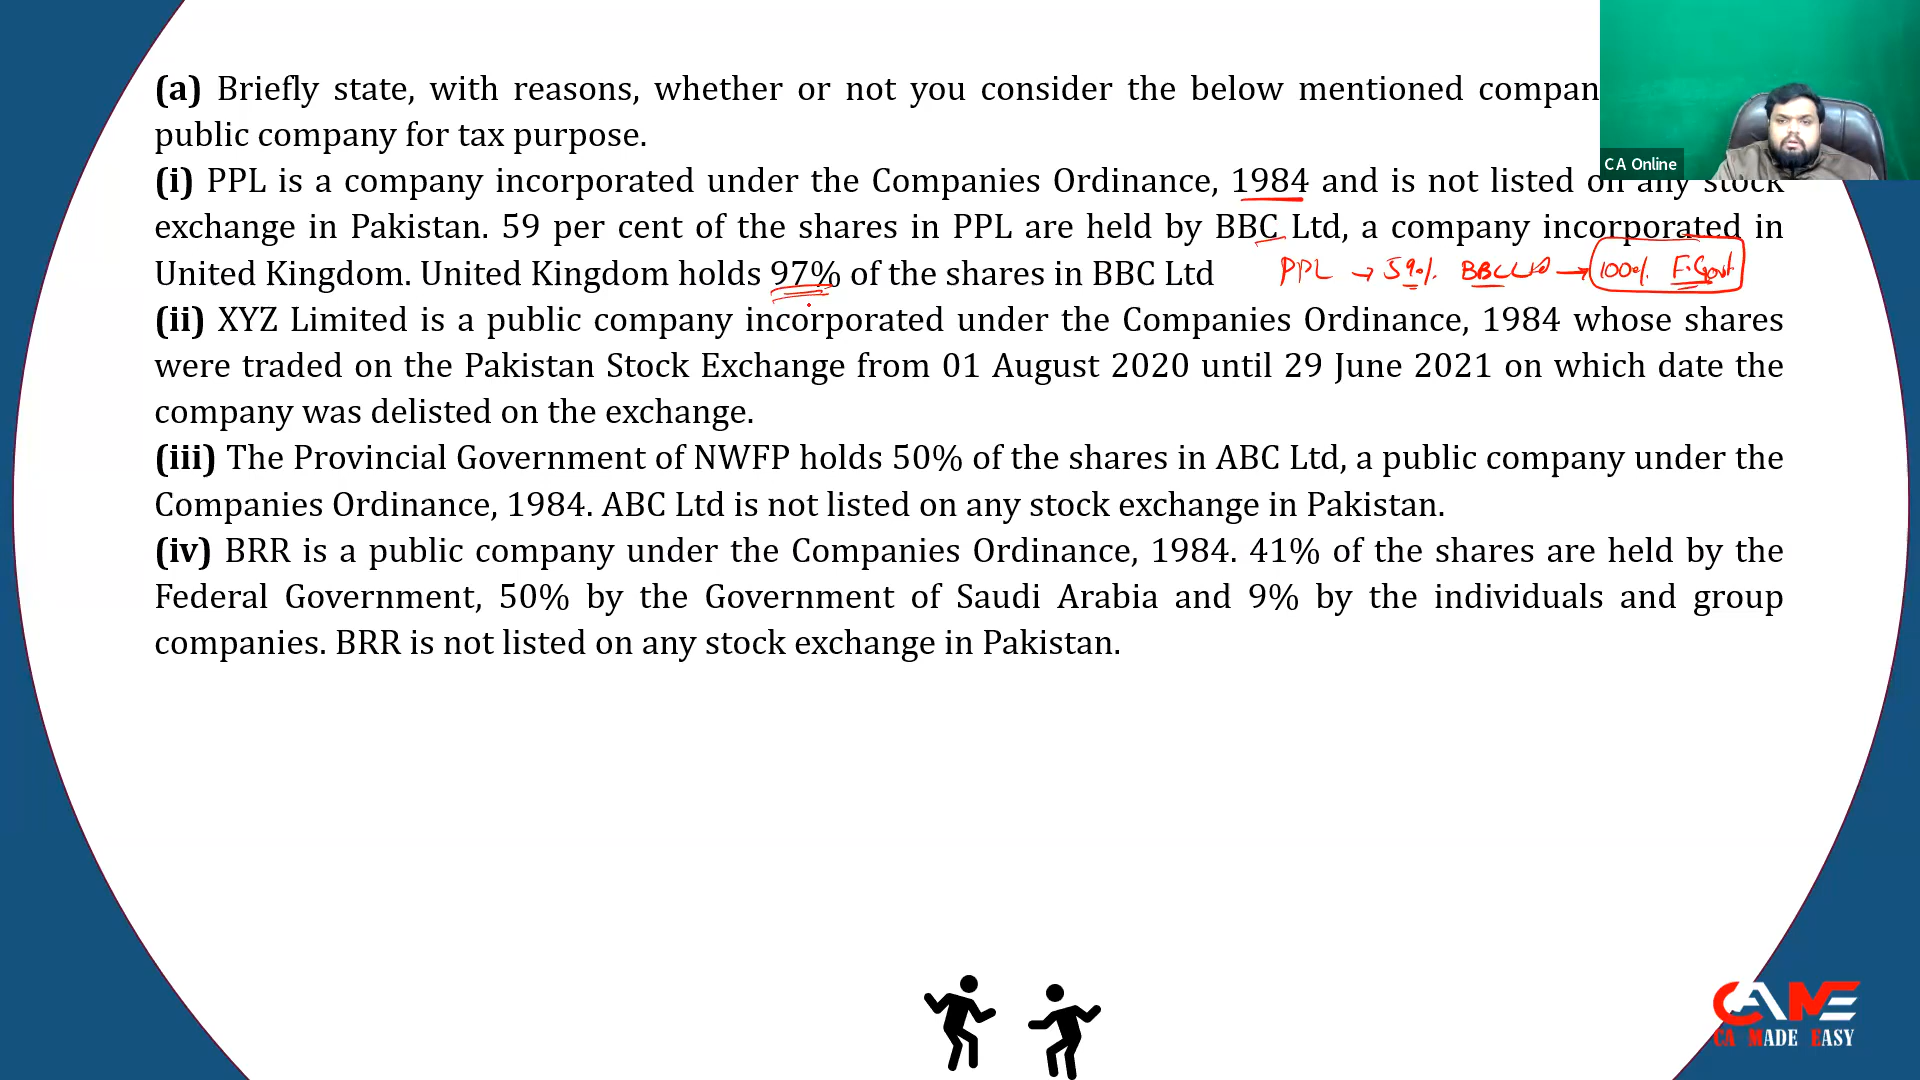 (a) Briefly state, with reasons, whether or not you consider the below mentioned compan
public company for tax purpose.
C A Online
(i) PPL is a company incorporated under the Companies Ordinance, 1984 and is not listed on any stock
exchange in Pakistan. 59 per cent of the shares in PPL are held by BBC Ltd, a company incorporated in
United Kingdom. United Kingdom holds 97% of the shares in BBC Ltd
PPL → 59%. BBC Ltd → 100%. F.Govt.
(ii) XYZ Limited is a public company incorporated under the Companies Ordinance, 1984 whose shares
were traded on the Pakistan Stock Exchange from 01 August 2020 until 29 June 2021 on which date the
company was delisted on the exchange.
(iii) The Provincial Government of NWFP holds 50% of the shares in ABC Ltd, a public company under the
Companies Ordinance, 1984. ABC Ltd is not listed on any stock exchange in Pakistan.
(iv) BRR is a public company under the Companies Ordinance, 1984. 41% of the shares are held by the
Federal Government, 50% by the Government of Saudi Arabia and 9% by the individuals and group
companies. BRR is not listed on any stock exchange in Pakistan.
CAME
CA MADE EASY